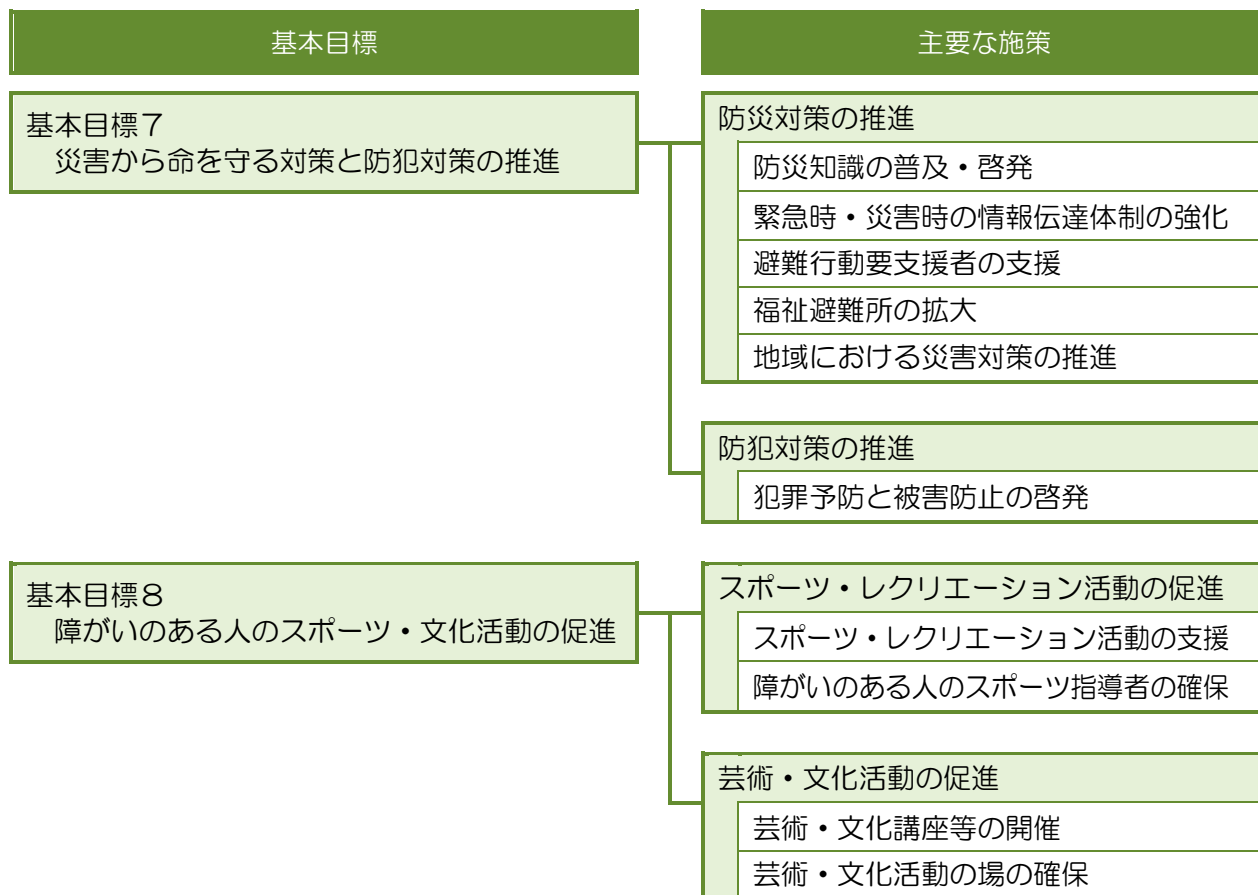 基本目標
主要な施策
基本目標７
災害から命を守る対策と防犯対策の推進
防災対策の推進
防災知識の普及・啓発
緊急時・災害時の情報伝達体制の強化
避難行動要支援者の支援
福祉避難所の拡大
地域における災害対策の推進
防犯対策の推進
犯罪予防と被害防止の啓発
基本目標８
障がいのある人のスポーツ・文化活動の促進
スポーツ・レクリエーション活動の促進
スポーツ・レクリエーション活動の支援
障がいのある人のスポーツ指導者の確保
芸術・文化活動の促進
芸術・文化講座等の開催
芸術・文化活動の場の確保